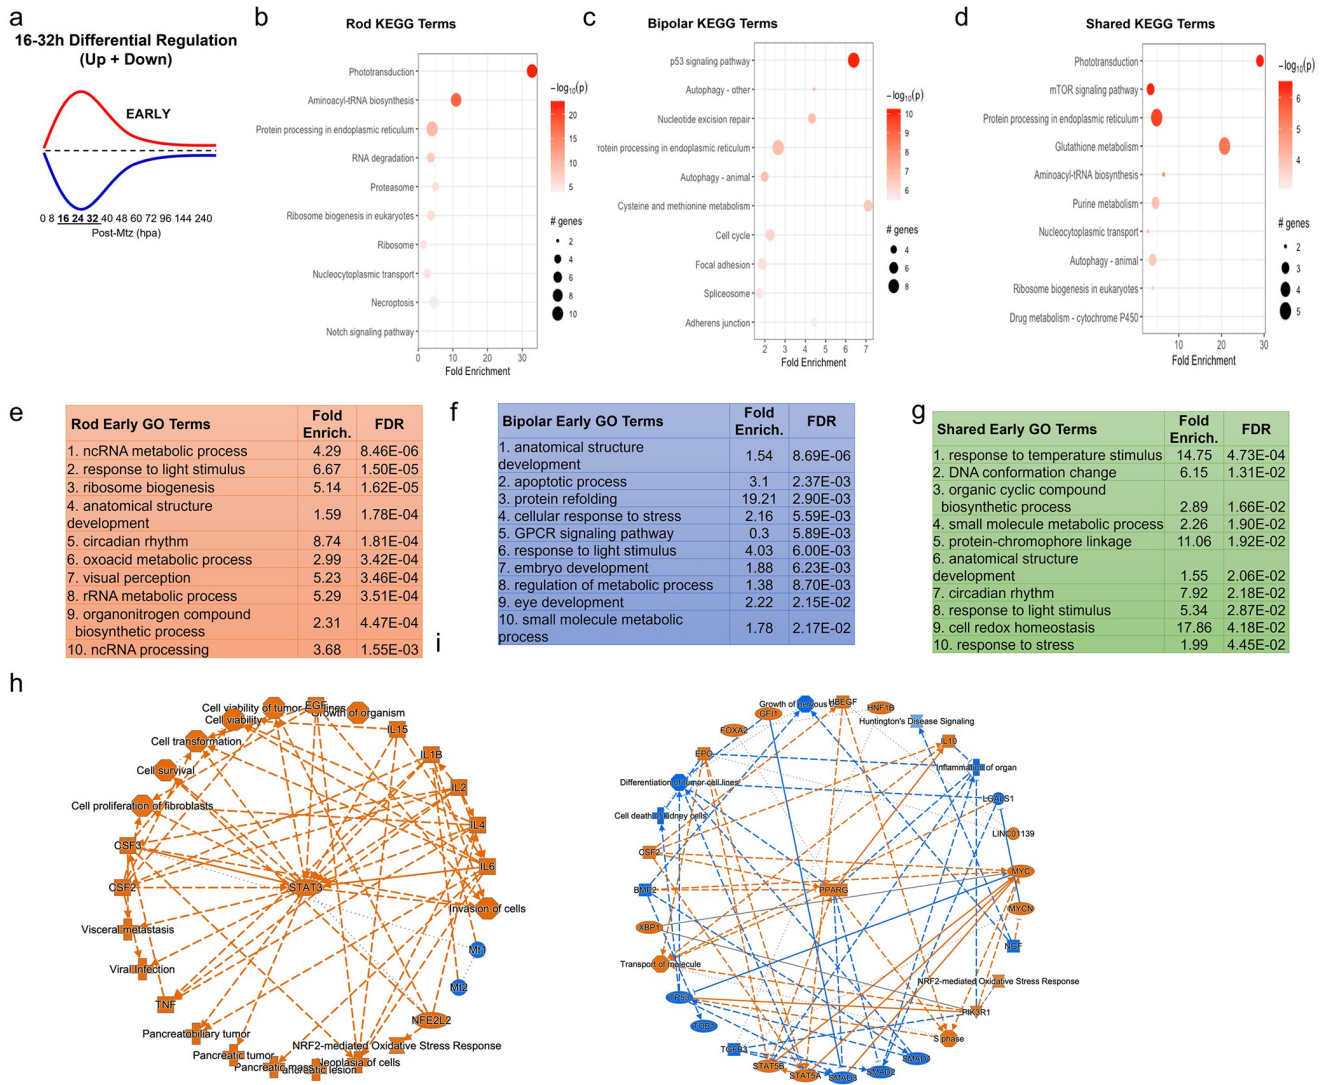 a
16-32h Differential Regulation
(Up + Down)
EARLY
0 8 16 24 32 40 48 60 72 96 144 240
Post-Mtz (hpa)
b
Rod KEGG Terms
Phototransduction
Aminoacyl-tRNA biosynthesis
Protein processing in endoplasmic reticulum
RNA degradation
Proteasome
Ribosome biogenesis in eukaryotes
Ribosome
Nucleocytoplasmic transport
Necroptosis
Notch signaling pathway
0 10 20 30
Fold Enrichment
-log10(p)
20
15
10
5
# genes
2
4
6
8
10
c
Bipolar KEGG Terms
p53 signaling pathway
Autophagy - other
Nucleotide excision repair
rotein processing in endoplasmic reticulum
Autophagy - animal
Cysteine and methionine metabolism
Cell cycle
Focal adhesion
Spliceosome
Adherens junction
2 3 4 5 6 7
Fold Enrichment
-log10(p)
10
9
8
7
6
# genes
4
6
8
d
Shared KEGG Terms
Phototransduction
mTOR signaling pathway
Protein processing in endoplasmic reticulum
Glutathione metabolism
Aminoacyl-tRNA biosynthesis
Purine metabolism
Nucleocytoplasmic transport
Autophagy - animal
Ribosome biogenesis in eukaryotes
Drug metabolism - cytochrome P450
10 20 30
Fold Enrichment
-log10(p)
6
5
4
# genes
2
3
4
5
e
Rod Early GO Terms Fold Enrich. FDR
1. ncRNA metabolic process 4.29 8.46E-06
2. response to light stimulus 6.67 1.50E-05
3. ribosome biogenesis 5.14 1.62E-05
4. anatomical structure
development 1.59 1.78E-04
5. circadian rhythm 8.74 1.81E-04
6. oxoacid metabolic process 2.99 3.42E-04
7. visual perception 5.23 3.46E-04
8. rRNA metabolic process 5.29 3.51E-04
9. organonitrogen compound
biosynthetic process 2.31 4.47E-04
10. ncRNA processing 3.68 1.55E-03
f
Bipolar Early GO Terms Fold Enrich. FDR
1. anatomical structure
development 1.54 8.69E-06
2. apoptotic process 3.1 2.37E-03
3. protein refolding 19.21 2.90E-03
4. cellular response to stress 2.16 5.59E-03
5. GPCR signaling pathway 0.3 5.89E-03
6. response to light stimulus 4.03 6.00E-03
7. embryo development 1.88 6.23E-03
8. regulation of metabolic process 1.38 8.70E-03
9. eye development 2.22 2.15E-02
10. small molecule metabolic
process 1.78 2.17E-02
g
Shared Early GO Terms Fold Enrich. FDR
1. response to temperature stimulus 14.75 4.73E-04
2. DNA conformation change 6.15 1.31E-02
3. organic cyclic compound
biosynthetic process 2.89 1.66E-02
4. small molecule metabolic process 2.26 1.90E-02
5. protein-chromophore linkage 11.06 1.92E-02
6. anatomical structure
development 1.55 2.06E-02
7. circadian rhythm 7.92 2.18E-02
8. response to light stimulus 5.34 2.87E-02
9. cell redox homeostasis 17.86 4.18E-02
10. response to stress 1.99 4.45E-02
h
Cell viability of tumor
EGF
Growth of organism
Cell viability
IL15
Cell transformation
IL1B
Cell survival
IL2
Cell proliferation of fibroblasts
IL4
CSF3
IL6
CSF2
STAT3
Invasion of cells
Visceral metastasis
Mt1
Viral Infection
Mt2
TNF
NFE2L2
Pancreatobiliary tumor
NRF2-mediated Oxidative Stress Response
Pancreatic tumor
Neoplasia of cells
Pancreatic mass
lesion
i
Growth of
HBEGF
GFI1
HNF1B
FOXA2
Huntington's Disease Signaling
IL10
EPO
Inflammation of organ
Differentiation of tumor cell lines
LGALS1
Cell death of kidney cells
LINC01139
CSF2
MYC
BMP2
PPARG
MYCN
XBP1
NGF
Transport of molecule
NRF2-mediated Oxidative Stress Response
TP53
PIK3R1
TOB1
S phase
TGFB3
SMAD1
STAT5B
STAT5A
SMAD3
SMAD2